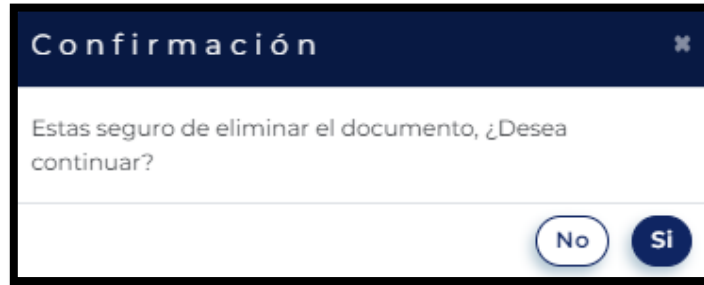 Confirmación
Estas seguro de eliminar el documento, ¿Desea
continuar?
No
Si